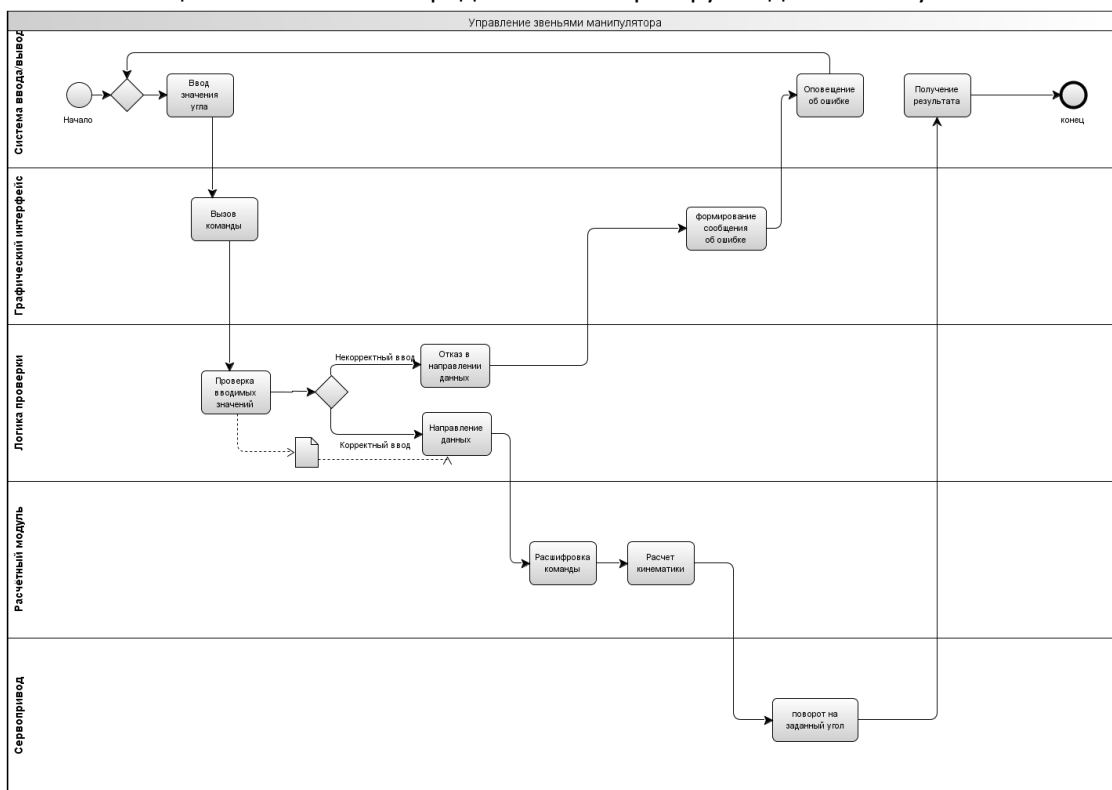 Управление звеньями манипулятора
Система ввода/вывод
Начало
Ввод
значения
угла
Оповещение
об ошибке
Получение
результата
конец
Графический интерфейс
Вызов
команды
формирование
сообщения
об ошибке
Логика проверки
Проверка
вводимых
значений
Некорректный ввод
Отказ в
направлении
данных
Корректный ввод
Направление
данных
Расчетный модуль
Расшифровка
команды
Расчет
кинематики
Сервопривод
поворот на
заданный угол